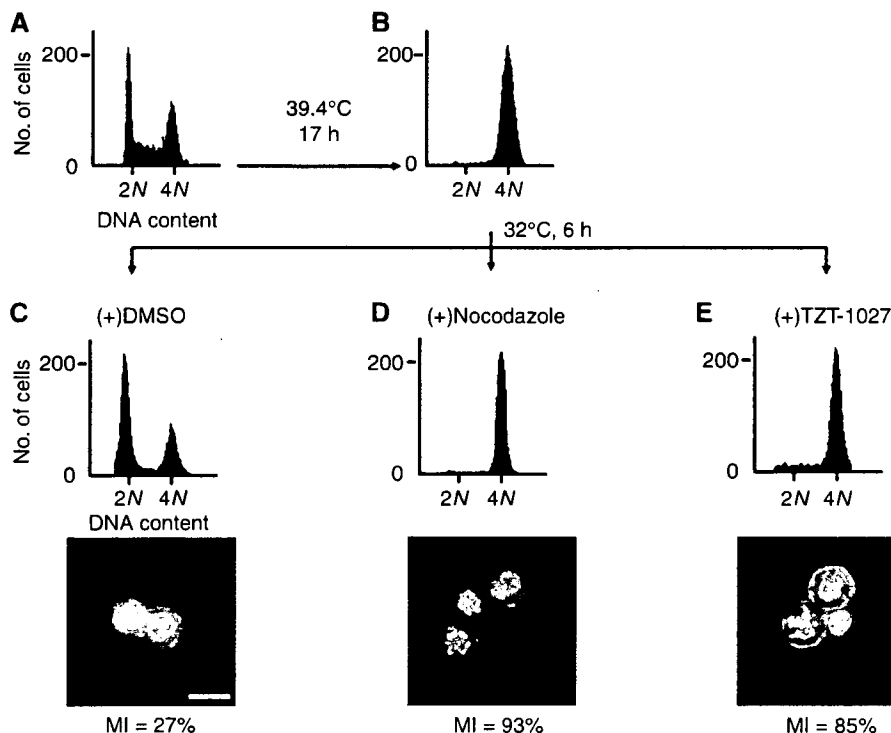 A
B
No. of cells
200
0
2N 4N
DNA content
39.4°C
17 h
200
0
2N 4N
32°C, 6 h
C (+)DMSO
D (+)Nocodazole
E (+)TZT-1027
No. of cells
200
0
2N 4N
DNA content
200
0
2N 4N
200
0
2N 4N
MI = 27%
MI = 93%
MI = 85%